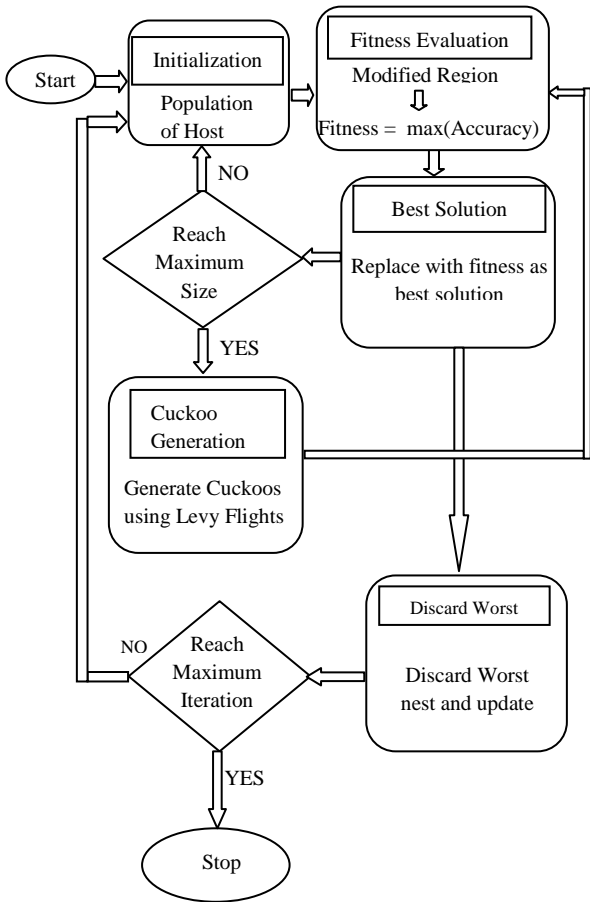 Start
Initialization
Population
of Host
Fitness Evaluation
Modified Region
Fitness = max(Accuracy)
NO
Best Solution
Replace with fitness as
best solution
Reach
Maximum
Size
YES
Cuckoo
Generation
Generate Cuckoos
using Levy Flights
Discard Worst
Discard Worst
nest and update
NO
Reach
Maximum
Iteration
YES
Stop